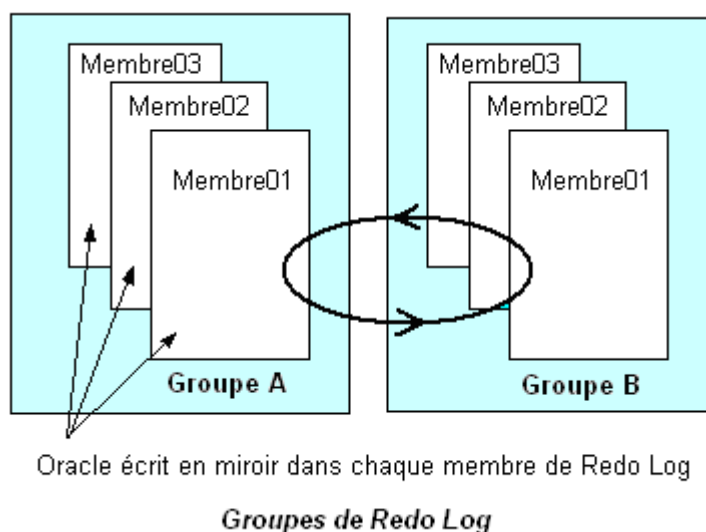 Membre03
Membre02
Membre01
Groupe A
Membre03
Membre02
Membre01
Groupe B
Oracle écrit en miroir dans chaque membre de Redo Log
Groupes de Redo Log